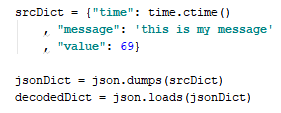 srcDict = {"time": time.ctime()
, "message": 'this is my message'
, "value": 69}
jsonDict = json.dumps(srcDict)
decodedDict = json.loads(jsonDict)